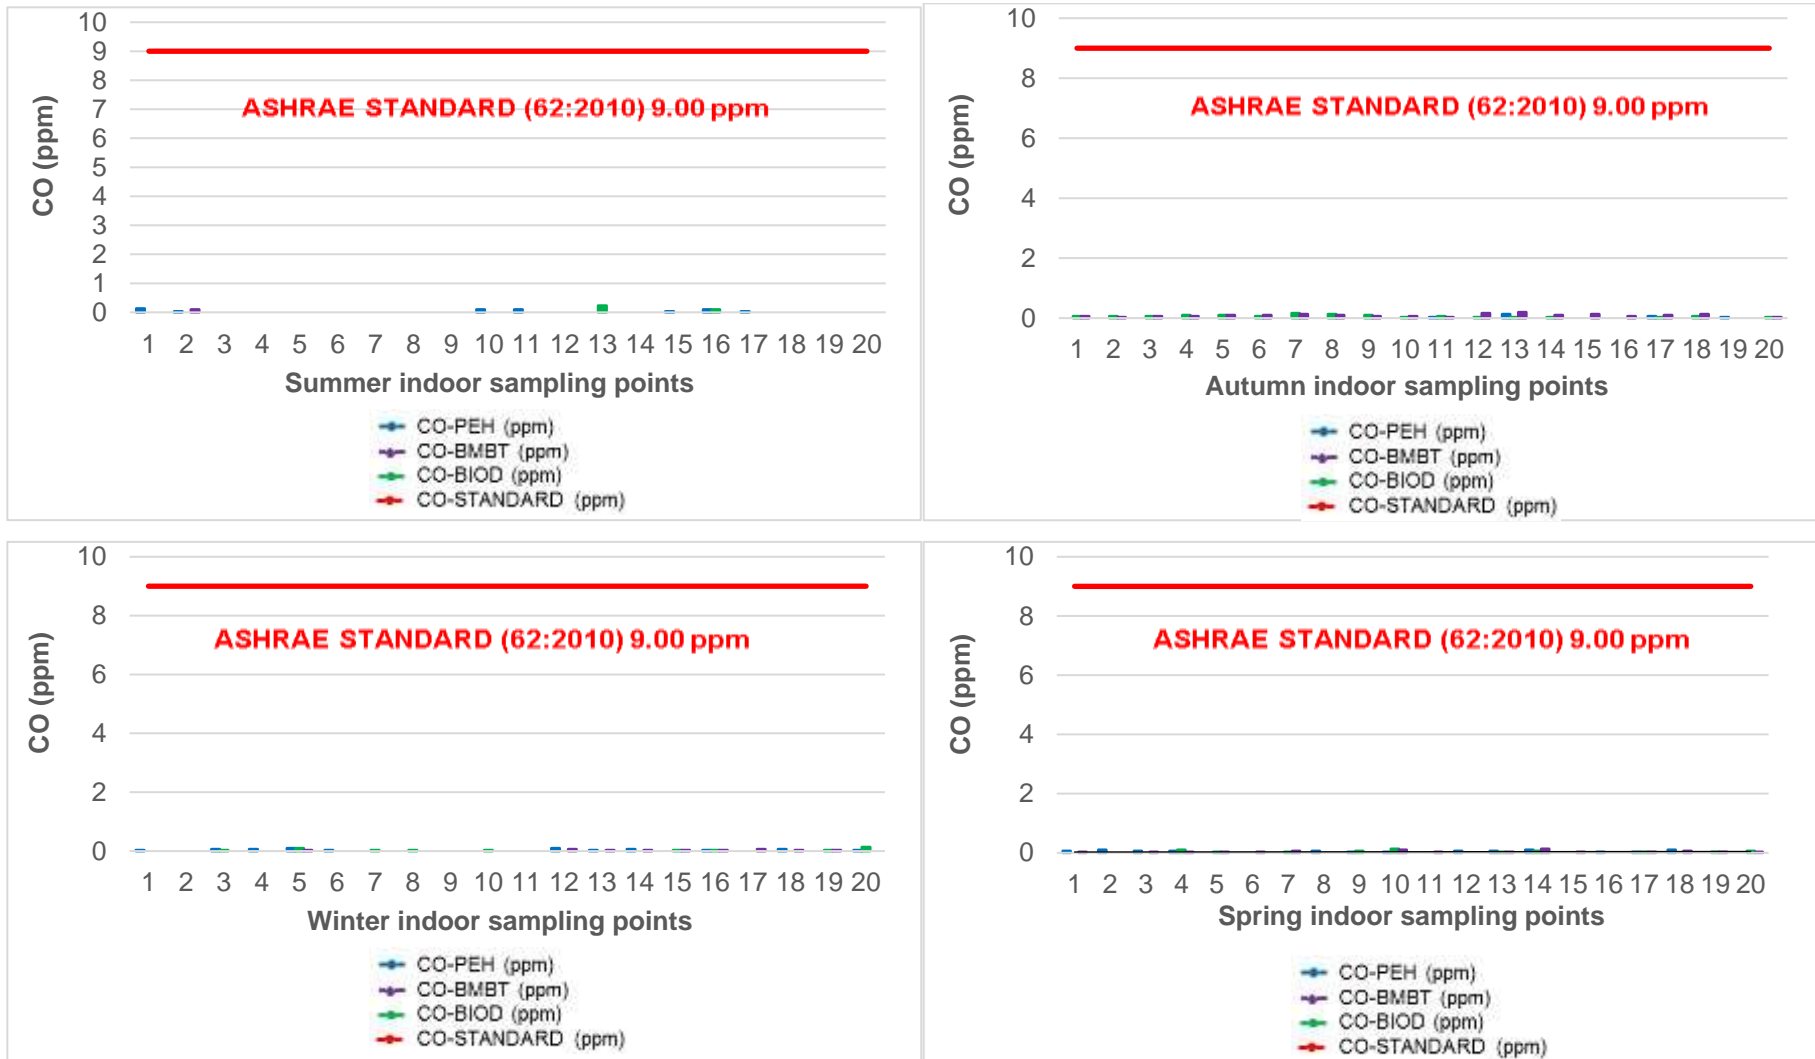 10
9
8
7
6
5
4
3
2
1
0
CO (ppm)
ASHRAE STANDARD (62:2010) 9.00 ppm
1 2 3 4 5 6 7 8 9 10 11 12 13 14 15 16 17 18 19 20
Summer indoor sampling points
CO-PEH (ppm)
CO-BMBT (ppm)
CO-BIOD (ppm)
CO-STANDARD (ppm)
10
8
6
4
2
0
CO (ppm)
ASHRAE STANDARD (62:2010) 9.00 ppm
1 2 3 4 5 6 7 8 9 10 11 12 13 14 15 16 17 18 19 20
Autumn indoor sampling points
CO-PEH (ppm)
CO-BMBT (ppm)
CO-BIOD (ppm)
CO-STANDARD (ppm)
10
8
6
4
2
0
CO (ppm)
ASHRAE STANDARD (62:2010) 9.00 ppm
1 2 3 4 5 6 7 8 9 10 11 12 13 14 15 16 17 18 19 20
Winter indoor sampling points
CO-PEH (ppm)
CO-BMBT (ppm)
CO-BIOD (ppm)
CO-STANDARD (ppm)
10
8
6
4
2
0
CO (ppm)
ASHRAE STANDARD (62:2010) 9.00 ppm
1 2 3 4 5 6 7 8 9 10 11 12 13 14 15 16 17 18 19 20
Spring indoor sampling points
CO-PEH (ppm)
CO-BMBT (ppm)
CO-BIOD (ppm)
CO-STANDARD (ppm)